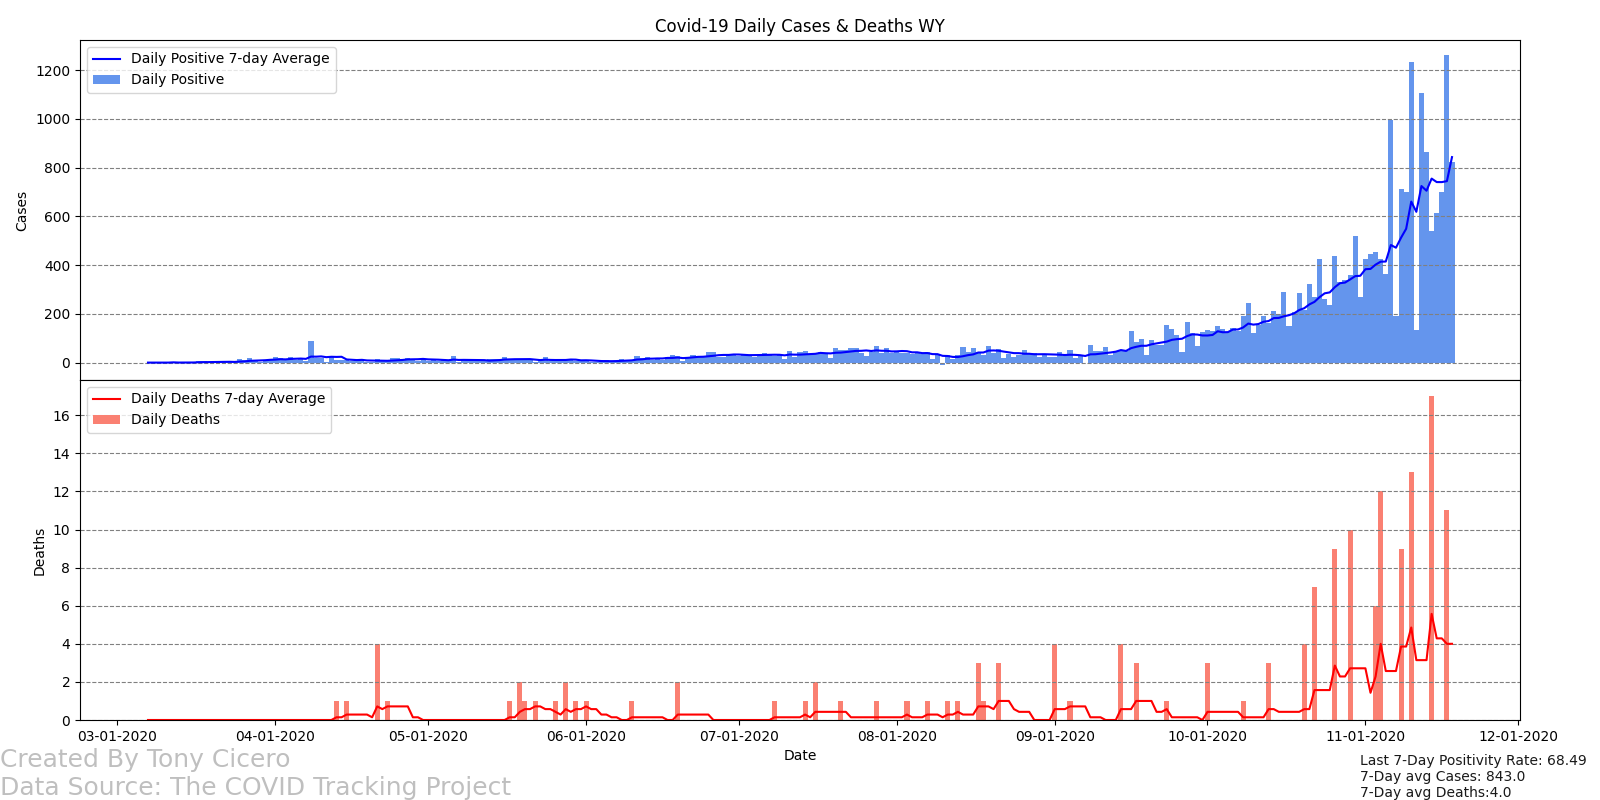 Covid-19 Daily Cases & Deaths WY
Daily Positive 7-day Average
Daily Positive
1200
1000
800
600
400
200
0
Cases
Daily Deaths 7-day Average
Daily Deaths
16
14
12
10
8
6
4
2
0
Deaths
03-01-2020 04-01-2020 05-01-2020 06-01-2020 07-01-2020 08-01-2020 09-01-2020 10-01-2020 11-01-2020 12-01-2020
Date
Created By Tony Cicero
Data Source: The COVID Tracking Project
Last 7-Day Positivity Rate: 68.49
7-Day avg Cases: 843.0
7-Day avg Deaths:4.0